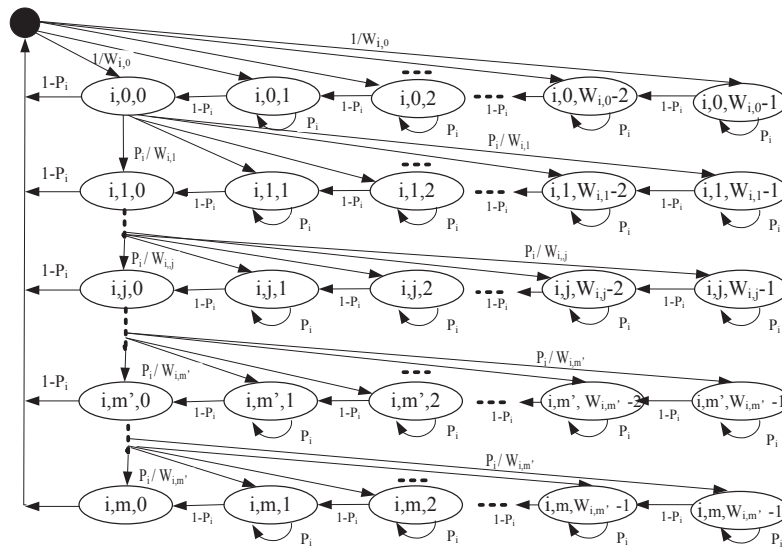 1/W_{i,0}
1/W_{i,0}
1-P_i
i,0,0
1-P_i
i,0,1
P_i
1-P_i
i,0,2
P_i
1-P_i
i,0,W_{i,0}-2
P_i
1-P_i
i,0,W_{i,0}-1
P_i
P_i/W_{i,1}
P_i/W_{i,1}
1-P_i
i,1,0
1-P_i
i,1,1
P_i
1-P_i
i,1,2
P_i
1-P_i
i,1,W_{i,1}-2
P_i
1-P_i
i,1,W_{i,1}-1
P_i
P_i/W_{i,j}
P_i/W_{i,j}
1-P_i
i,j,0
1-P_i
i,j,1
P_i
1-P_i
i,j,2
P_i
1-P_i
i,j,W_{i,j}-2
P_i
1-P_i
i,j,W_{i,j}-1
P_i
P_i/W_{i,m'}
P_i/W_{i,m'}
1-P_i
i,m',0
1-P_i
i,m',1
P_i
1-P_i
i,m',2
P_i
1-P_i
i,m', W_{i,m'}-2
P_i
1-P_i
i,m',W_{i,m'}-1
P_i
P_i/W_{i,m'}
P_i/W_{i,m'}
i,m,0
1-P_i
i,m,1
P_i
1-P_i
i,m,2
P_i
1-P_i
i,m,W_{i,m'}-1
P_i
1-P_i
i,m,W_{i,m'}-1
P_i